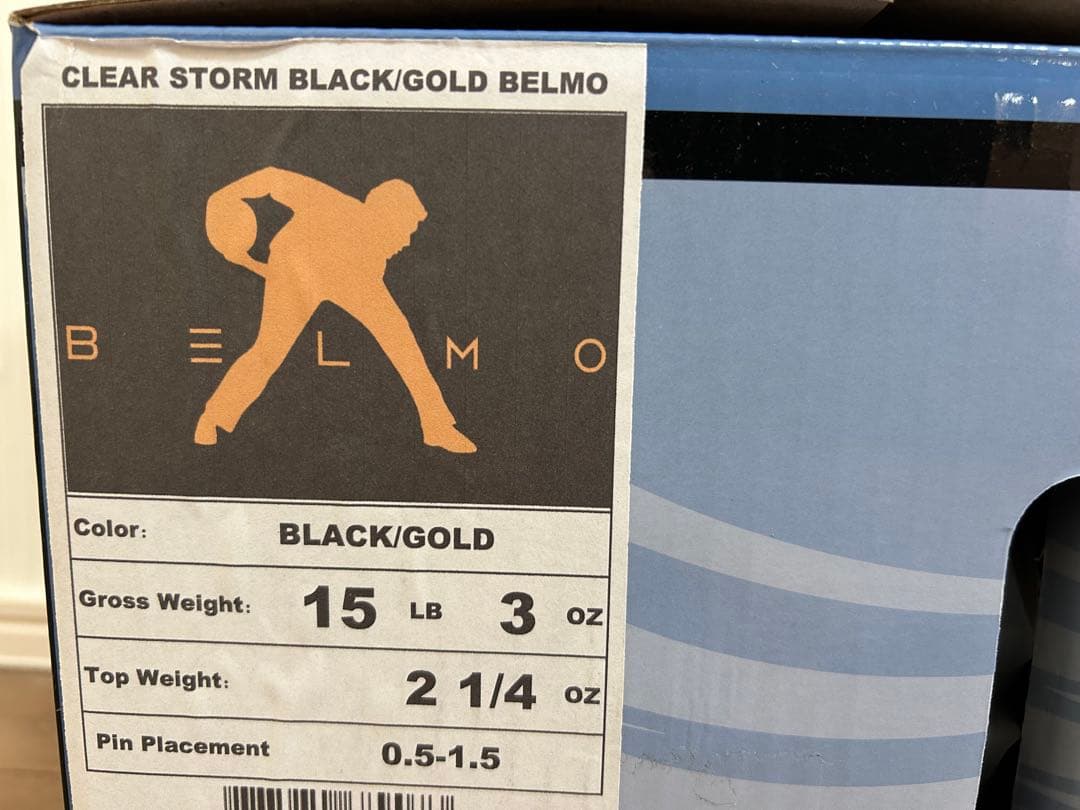 CLEAR STORM BLACK/GOLD BELMO
B E L M O
Color: BLACK/GOLD
Gross Weight: 15 LB 3 oz
Top Weight: 2 1/4 oz
Pin Placement 0.5-1.5